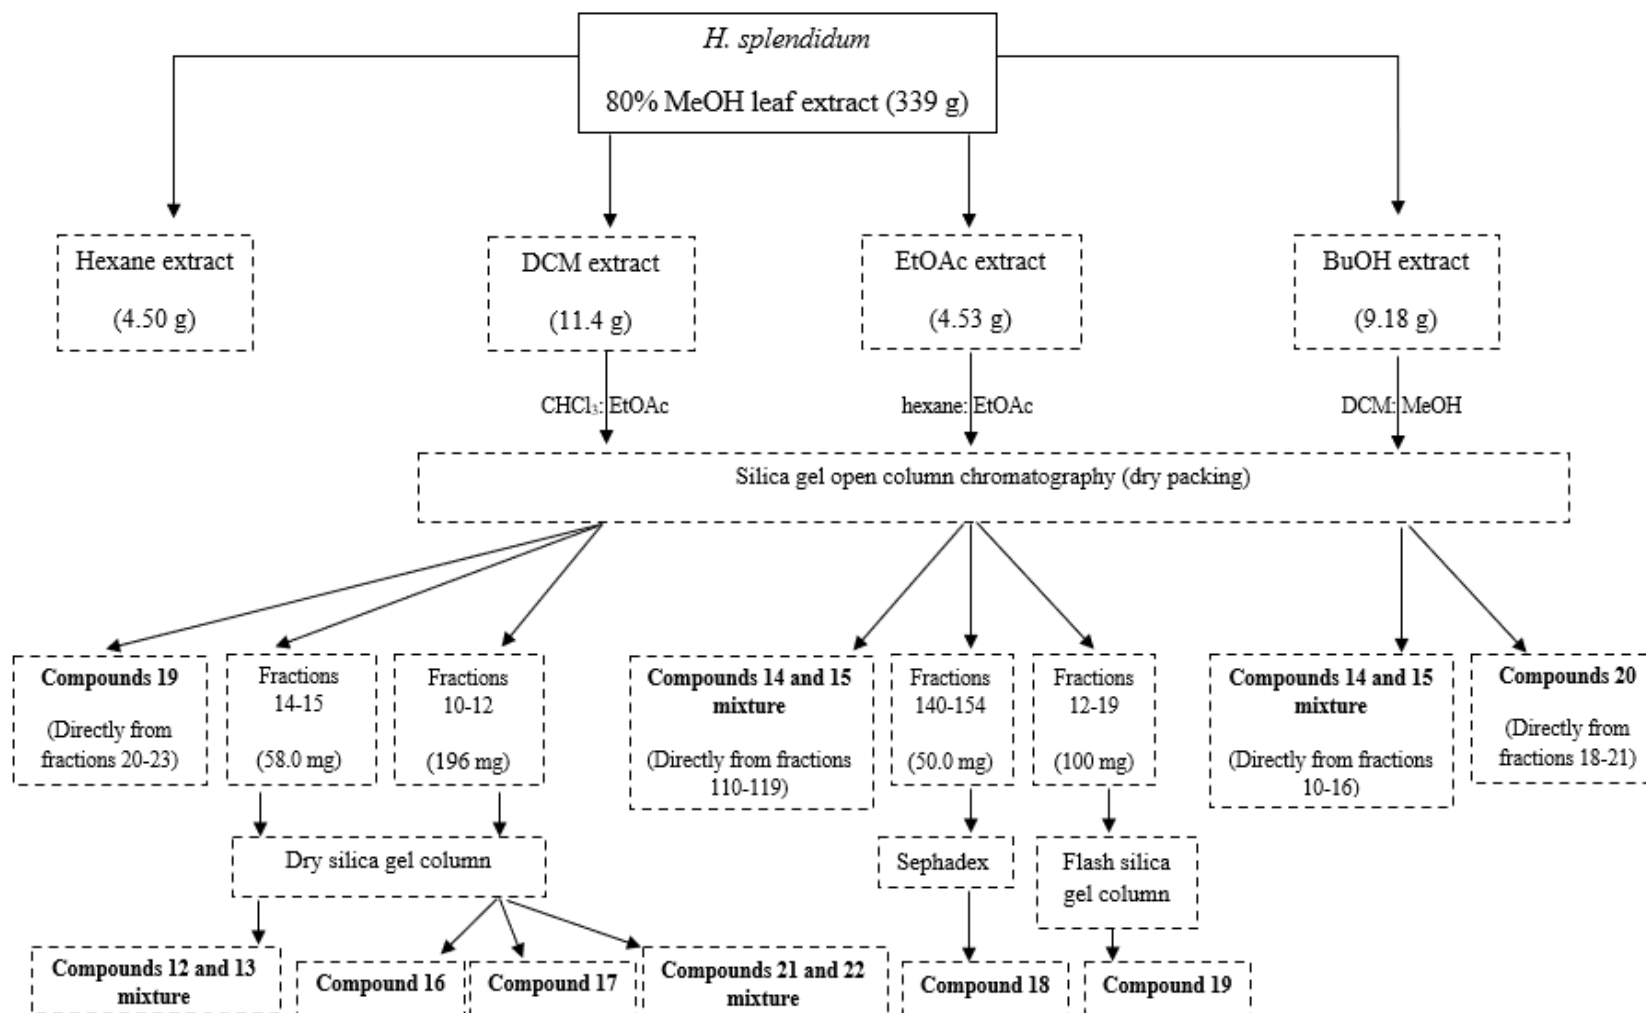 H. splendidum
80% MeOH leaf extract (339 g)
Hexane extract
(4.50 g)
DCM extract
(11.4 g)
EtOAc extract
(4.53 g)
BuOH extract
(9.18 g)
CHCl₃: EtOAc
hexane: EtOAc
DCM: MeOH
Silica gel open column chromatography (dry packing)
Compounds 19
(Directly from
fractions 20-23)
Fractions
14-15
(58.0 mg)
Fractions
10-12
(196 mg)
Compounds 14 and 15
mixture
(Directly from fractions
110-119)
Fractions
140-154
(50.0 mg)
Fractions
12-19
(100 mg)
Compounds 14 and 15
mixture
(Directly from fractions
10-16)
Compounds 20
(Directly from
fractions 18-21)
Dry silica gel column
Sephadex
Flash silica
gel column
Compounds 12 and 13
mixture
Compound 16
Compound 17
Compounds 21 and 22
mixture
Compound 18
Compound 19